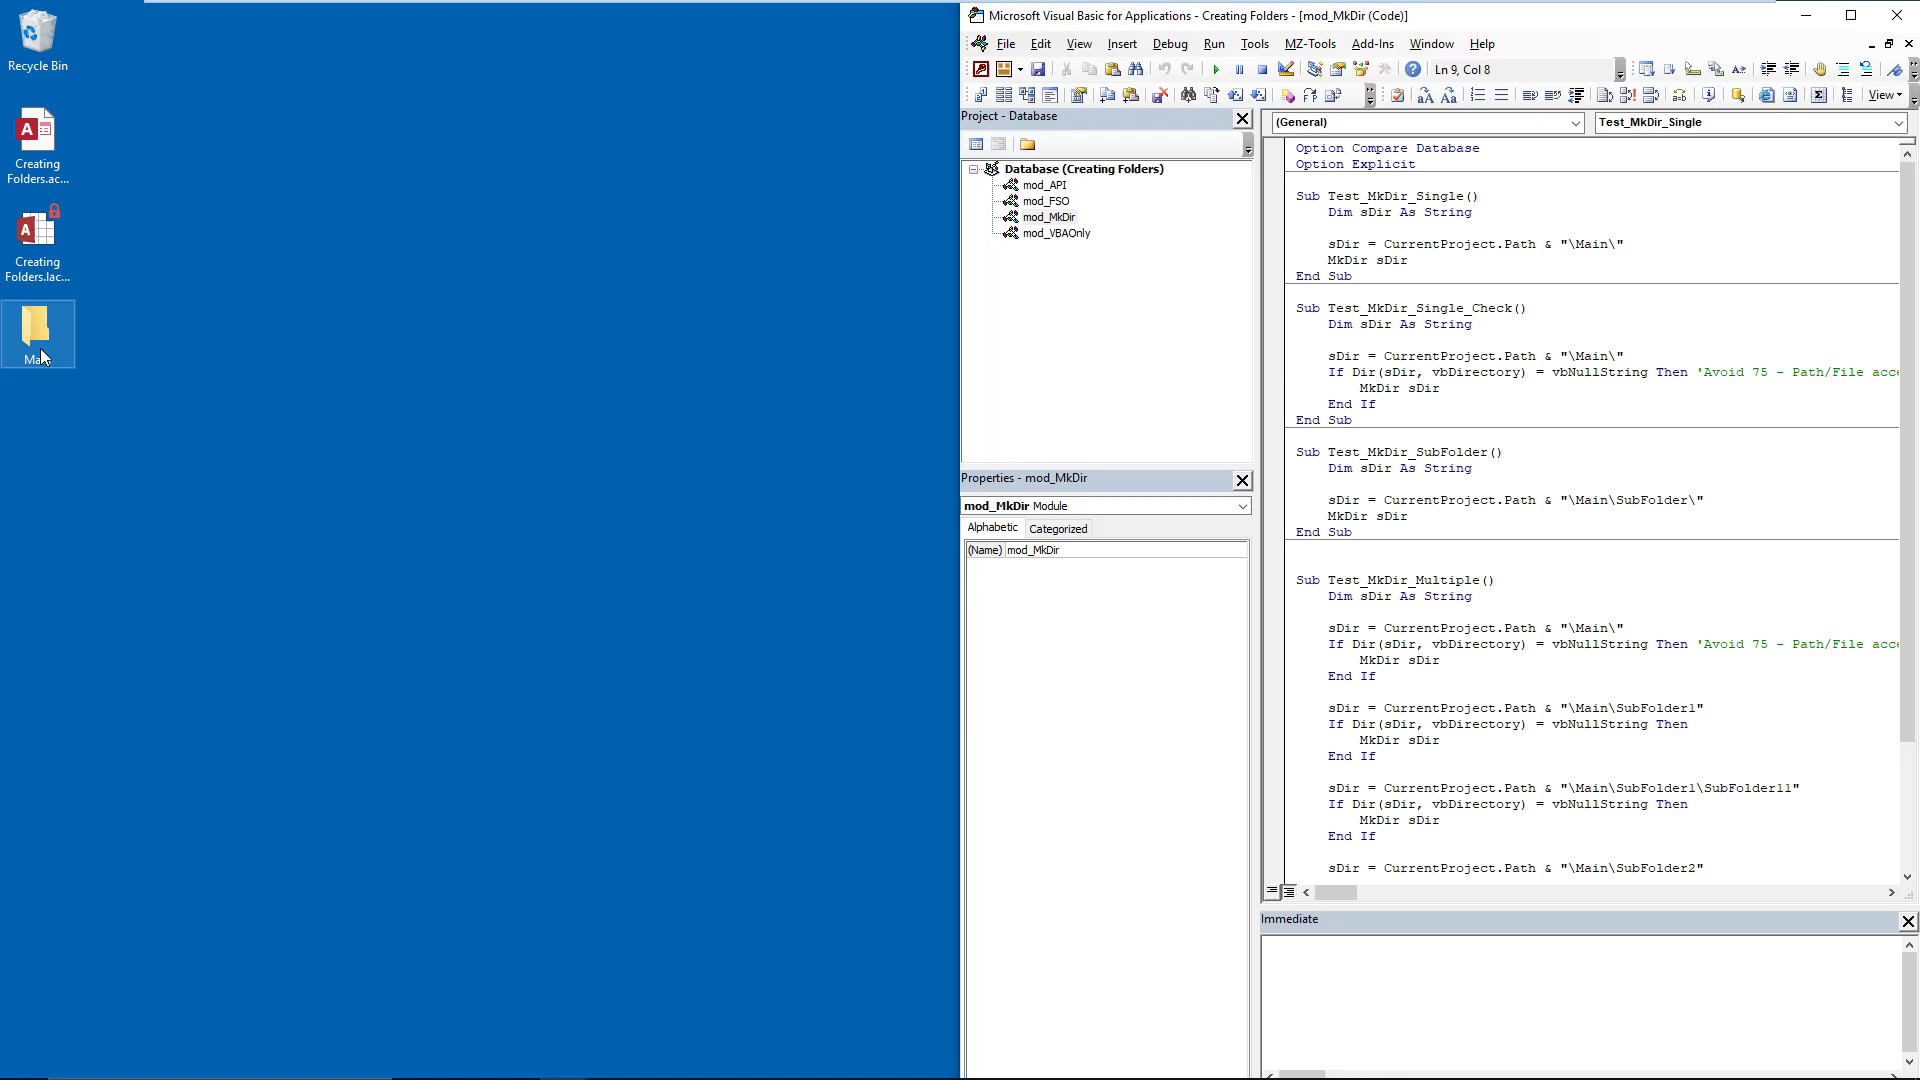 Recycle Bin
Creating
Folders.ac...
Creating
Folders.lac...
Microsoft Visual Basic for Applications - Creating Folders - [mod_MkDir (Code)]
File Edit View Insert Debug Run Tools MZ-Tools Add-Ins Window Help
Ln 9, Col 8
View
Project - Database
Database (Creating Folders)
mod_API
mod_FSO
mod_MkDir
mod_VBAOnly
Properties - mod_MkDir
mod_MkDir Module
Alphabetic Categorized
(Name) mod_MkDir
(General) Test_MkDir_Single
Option Compare Database
Option Explicit
Sub Test_MkDir_Single()
Dim sDir As String
sDir = CurrentProject.Path & "\Main\"
MkDir sDir
End Sub
Sub Test_MkDir_Single_Check()
Dim sDir As String
sDir = CurrentProject.Path & "\Main\"
If Dir(sDir, vbDirectory) = vbNullString Then 'Avoid 75 - Path/File acce
MkDir sDir
End If
End Sub
Sub Test_MkDir_SubFolder()
Dim sDir As String
sDir = CurrentProject.Path & "\Main\SubFolder\"
MkDir sDir
End Sub
Sub Test_MkDir_Multiple()
Dim sDir As String
sDir = CurrentProject.Path & "\Main\"
If Dir(sDir, vbDirectory) = vbNullString Then 'Avoid 75 - Path/File acce
MkDir sDir
End If
sDir = CurrentProject.Path & "\Main\SubFolder1"
If Dir(sDir, vbDirectory) = vbNullString Then
MkDir sDir
End If
sDir = CurrentProject.Path & "\Main\SubFolder1\SubFolder11"
If Dir(sDir, vbDirectory) = vbNullString Then
MkDir sDir
End If
sDir = CurrentProject.Path & "\Main\SubFolder2"
Immediate